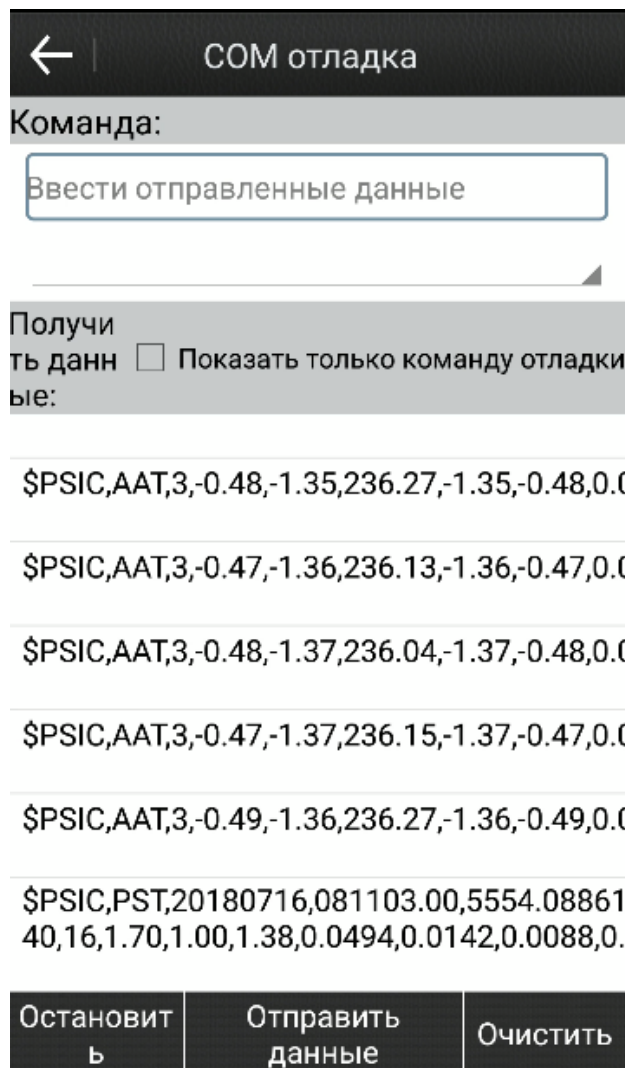 COM отладка
Команда:
Ввести отправленные данные
Получи
ть данн
ые:
Показать только команду отладки
$PSIC,AAT,3,-0.48,-1.35,236.27,-1.35,-0.48,0.0
$PSIC,AAT,3,-0.47,-1.36,236.13,-1.36,-0.47,0.0
$PSIC,AAT,3,-0.48,-1.37,236.04,-1.37,-0.48,0.0
$PSIC,AAT,3,-0.47,-1.37,236.15,-1.37,-0.47,0.0
$PSIC,AAT,3,-0.49,-1.36,236.27,-1.36,-0.49,0.0
$PSIC,PST,20180716,081103.00,5554.08861
40,16,1.70,1.00,1.38,0.0494,0.0142,0.0088,0.
Остановит
ь
Отправить
данные
Очистить